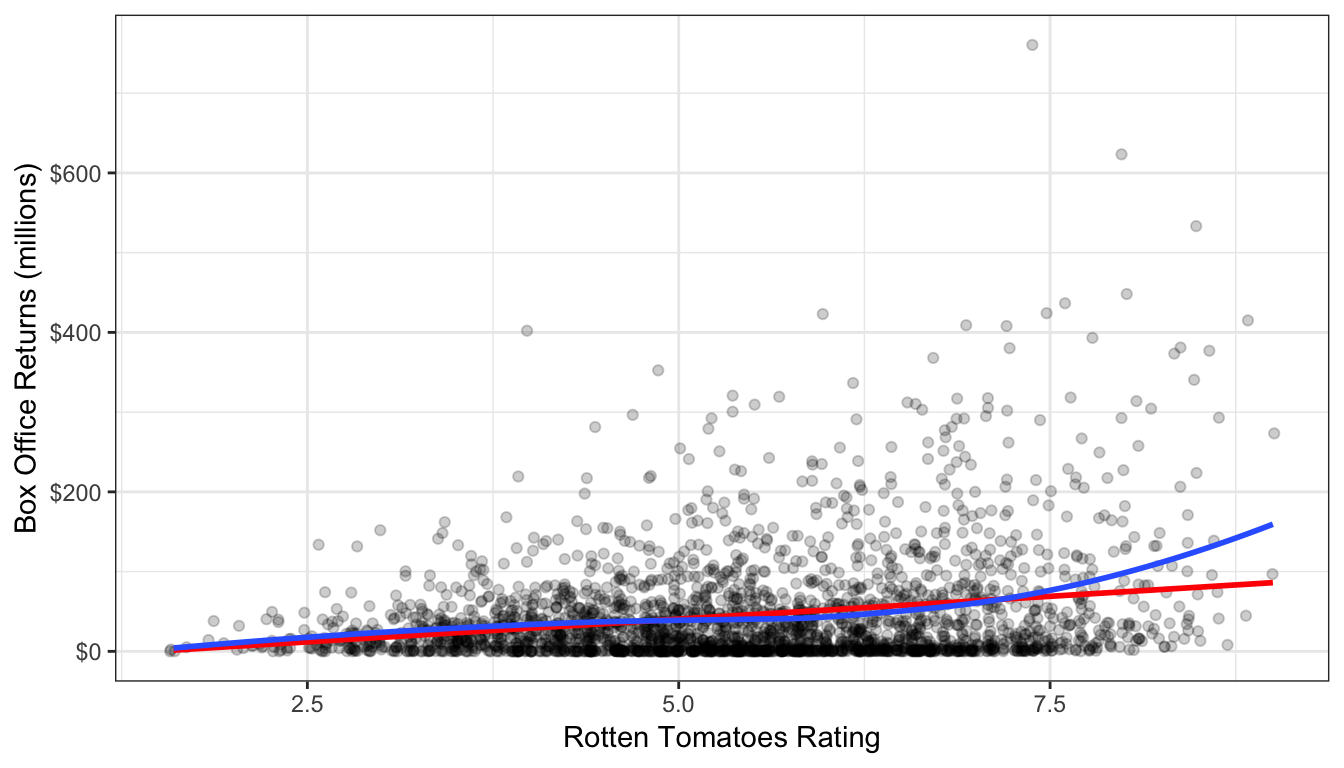 Box Office Returns (millions)
$600
$400
$200
$0
2.5 5.0 7.5
Rotten Tomatoes Rating